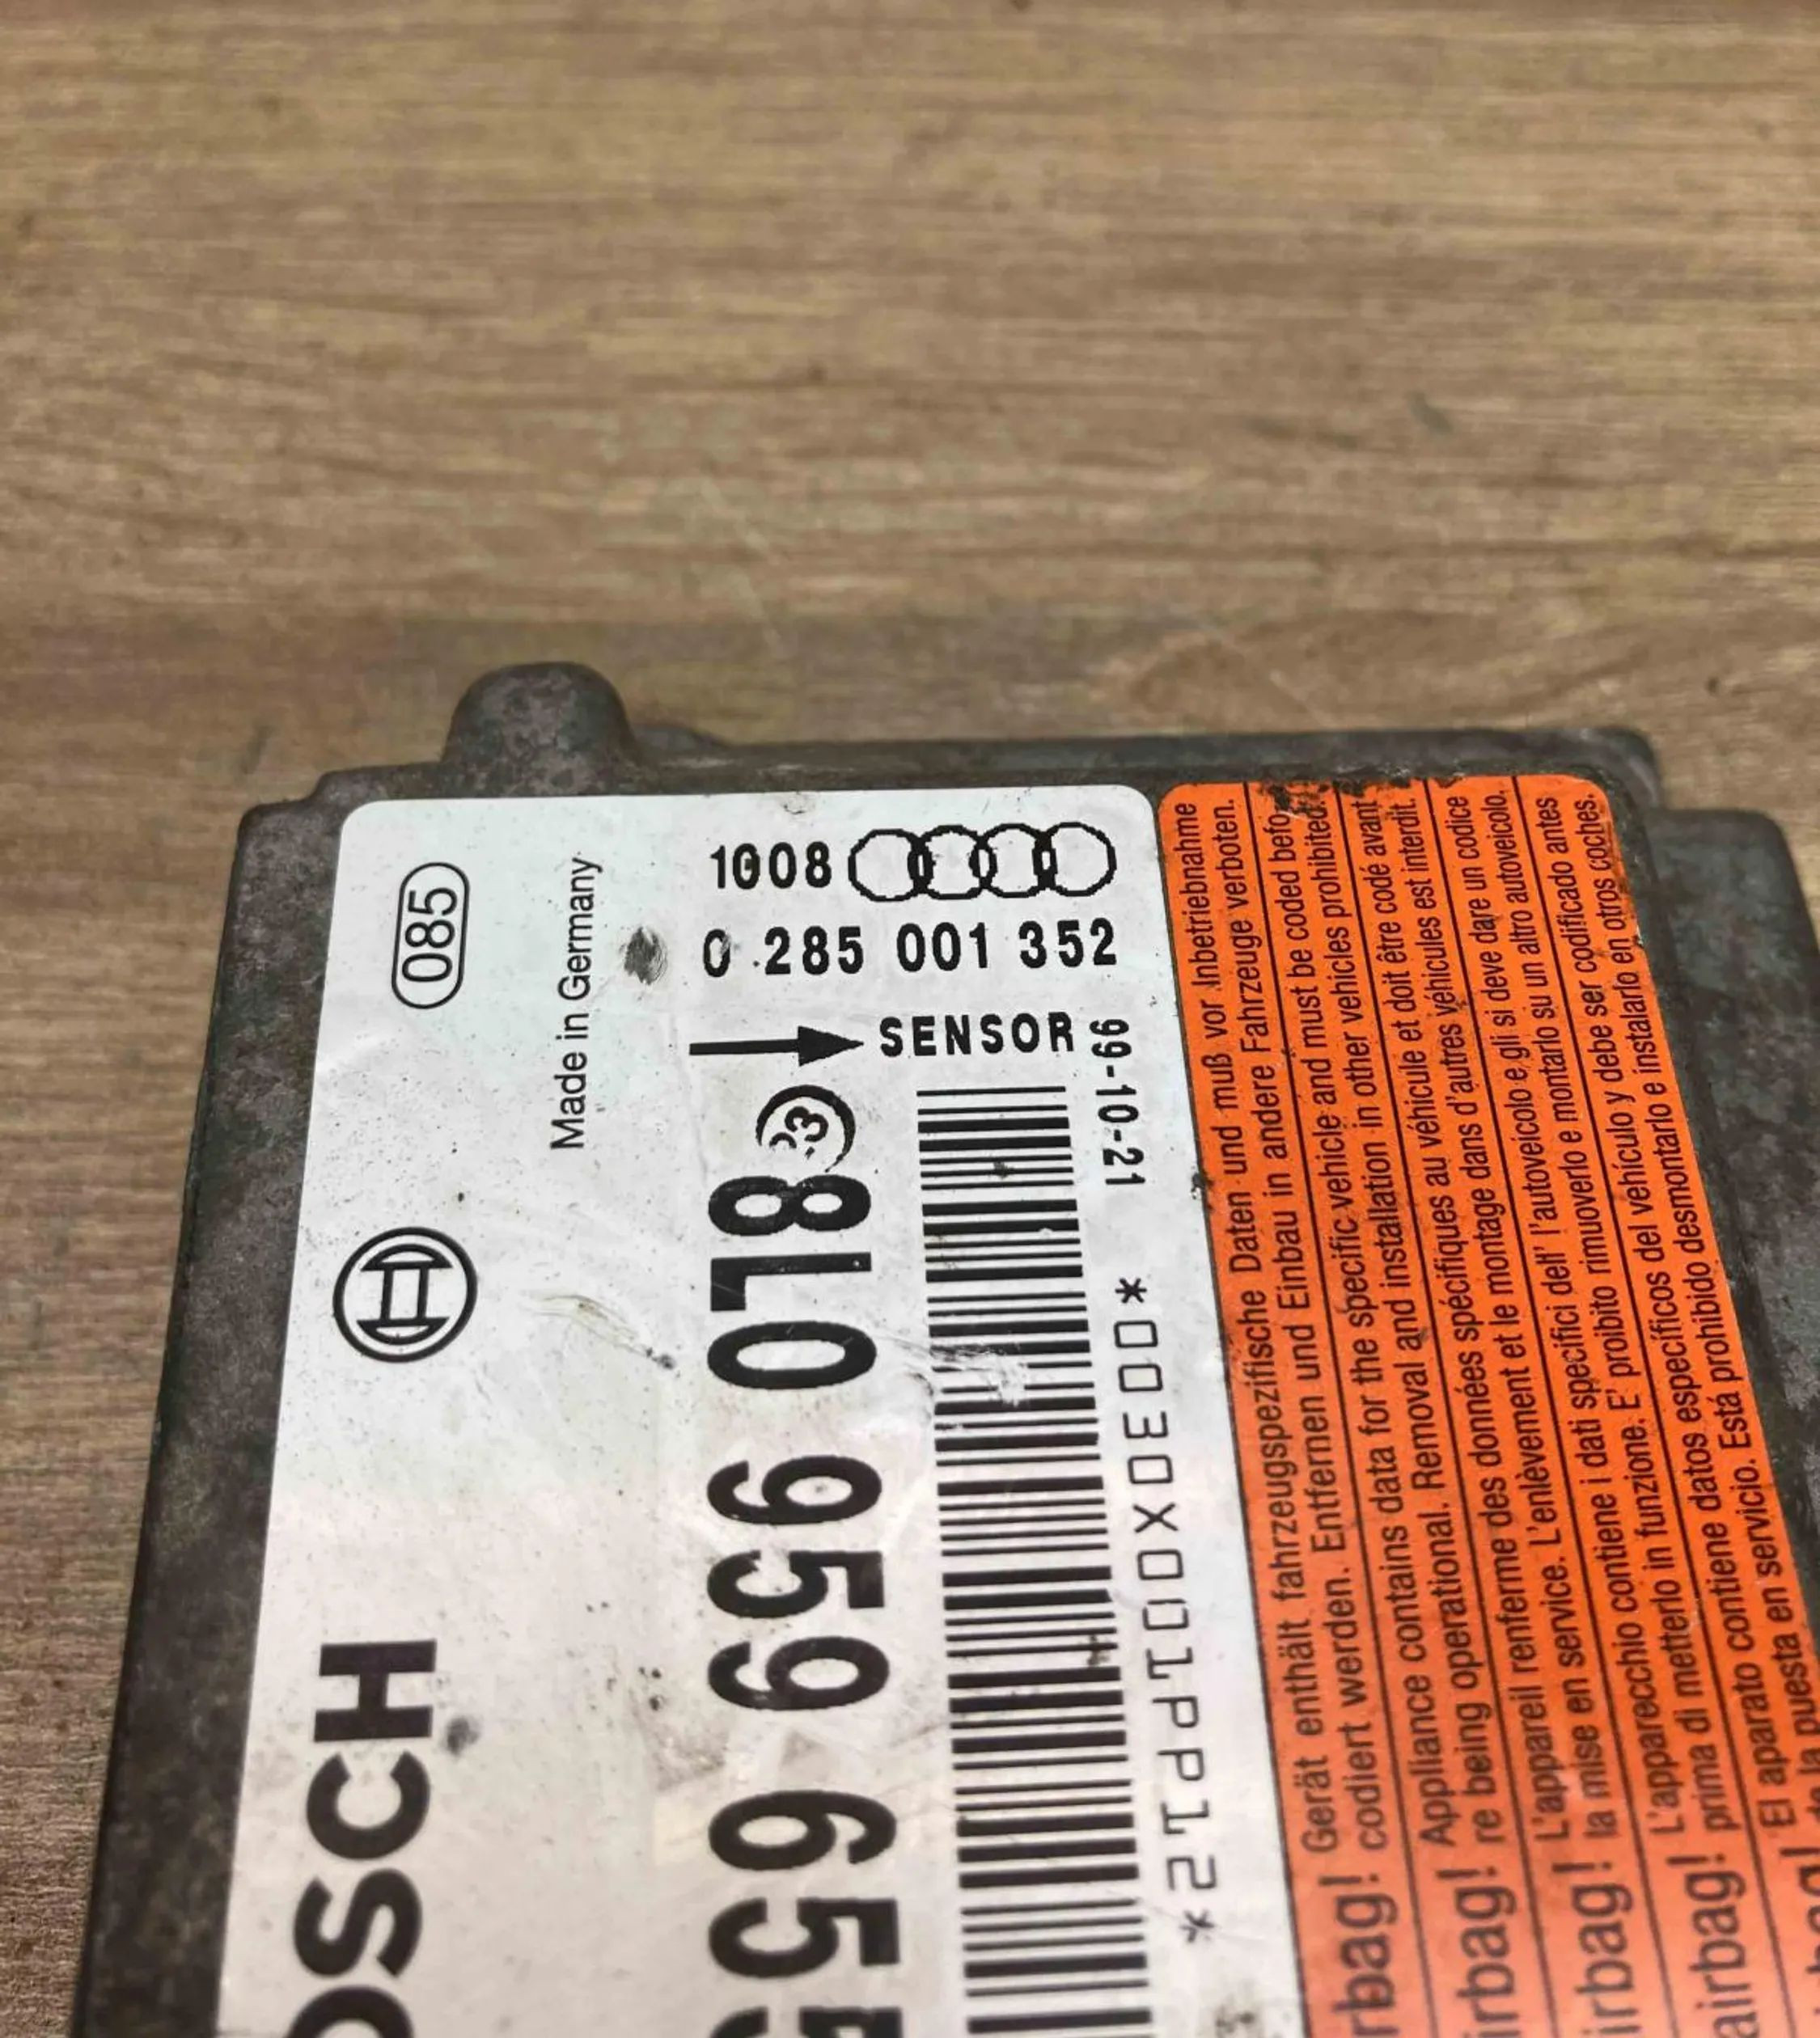 085
Made in Germany
1008
0 285 001 352
SENSOR
99-10-21
8L0 959 655
*0030X001PP12*
BOSCH
Gerät enthält fahrzeugspezifische Daten und muß vor Inbetriebnahme
codiert werden. Entfernen und Einbau in andere Fahrzeuge verboten.
airbag! Appliance contains data for the specific vehicle and must be coded befo-
re being operational. Removal and installation in other vehicles prohibited.
airbag! L'appareil renferme des données spécifiques au véhicule et doit être codé avant
la mise en service. L'enlèvement et le montage dans d'autres véhicules est interdit.
airbag! L'apparecchio contiene i dati specifici dell' l'autoveicolo e gli si deve dare un codice
prima di metterlo in funzione. E' proibito rimuoverlo e montarlo su un altro autoveicolo.
airbag! El aparato contiene datos específicos del vehículo y debe ser codificado antes
la puesta en servicio. Está prohibido desmontarlo e instalarlo en otros coches.